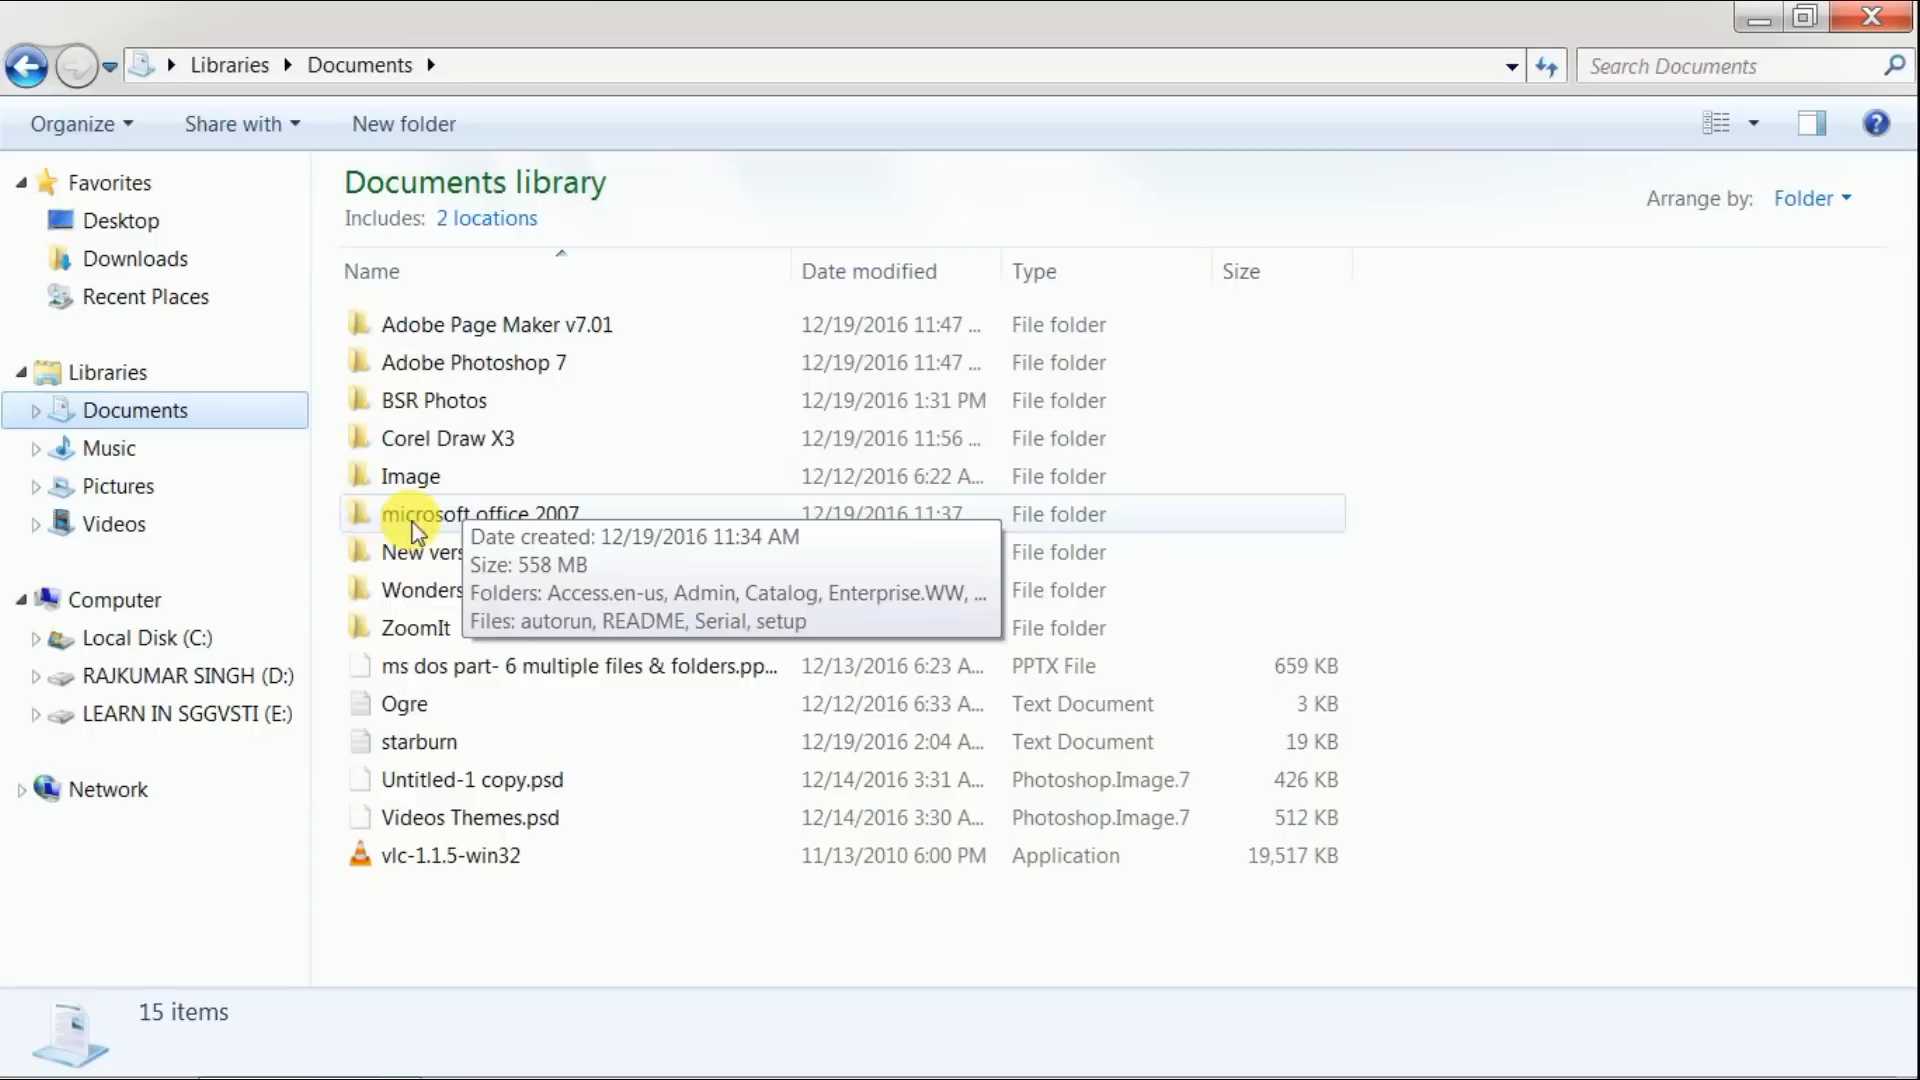 Libraries Documents
Search Documents
Organize Share with New folder
Favorites
Desktop
Downloads
Recent Places
Libraries
Documents
Music
Pictures
Videos
Computer
Local Disk (C:)
RAJKUMAR SINGH (D:)
LEARN IN SGGVSTI (E:)
Network
Documents library
Includes: 2 locations
Arrange by: Folder
Name Date modified Type Size
Adobe Page Maker v7.01 12/19/2016 11:47 ... File folder
Adobe Photoshop 7 12/19/2016 11:47 ... File folder
BSR Photos 12/19/2016 1:31 PM File folder
Corel Draw X3 12/19/2016 11:56 ... File folder
Image 12/12/2016 6:22 A... File folder
microsoft office 2007 12/19/2016 11:37 File folder
New vers File folder
Wonders File folder
ZoomIt File folder
Date created: 12/19/2016 11:34 AM
Size: 558 MB
Folders: Access.en-us, Admin, Catalog, Enterprise.WW, ...
Files: autorun, README, Serial, setup
ms dos part- 6 multiple files & folders.pp... 12/13/2016 6:23 A... PPTX File 659 KB
Ogre 12/12/2016 6:33 A... Text Document 3 KB
starburn 12/19/2016 2:04 A... Text Document 19 KB
Untitled-1 copy.psd 12/14/2016 3:31 A... Photoshop.Image.7 426 KB
Videos Themes.psd 12/14/2016 3:30 A... Photoshop.Image.7 512 KB
vlc-1.1.5-win32 11/13/2010 6:00 PM Application 19,517 KB
15 items